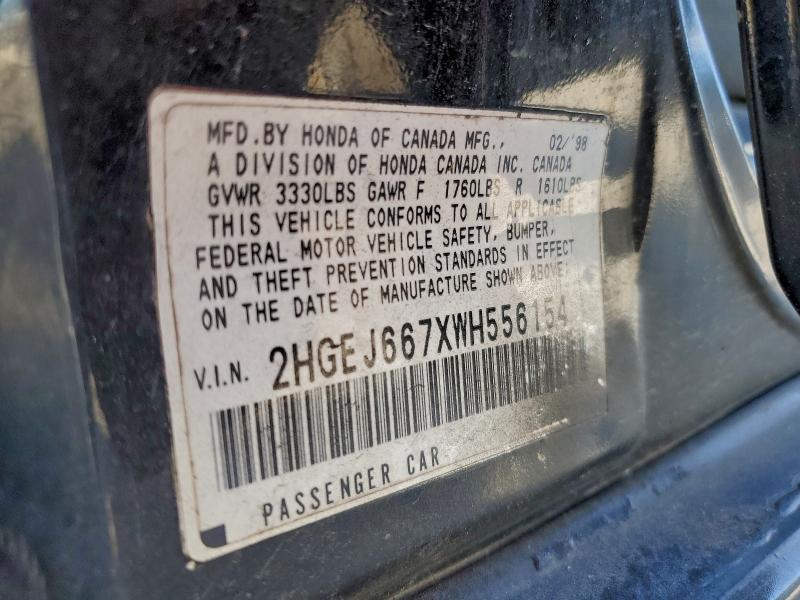 MFD.BY HONDA OF CANADA MFG., 02/'98
A DIVISION OF HONDA CANADA INC. CANADA
GVWR 3330LBS GAWR F 1760LBS R 1610LBS
THIS VEHICLE CONFORMS TO ALL APPLICABLE
FEDERAL MOTOR VEHICLE SAFETY, BUMPER,
AND THEFT PREVENTION STANDARDS IN EFFECT
ON THE DATE OF MANUFACTURE SHOWN ABOVE.
V.I.N. 2HGEJ667XWH556154
PASSENGER CAR